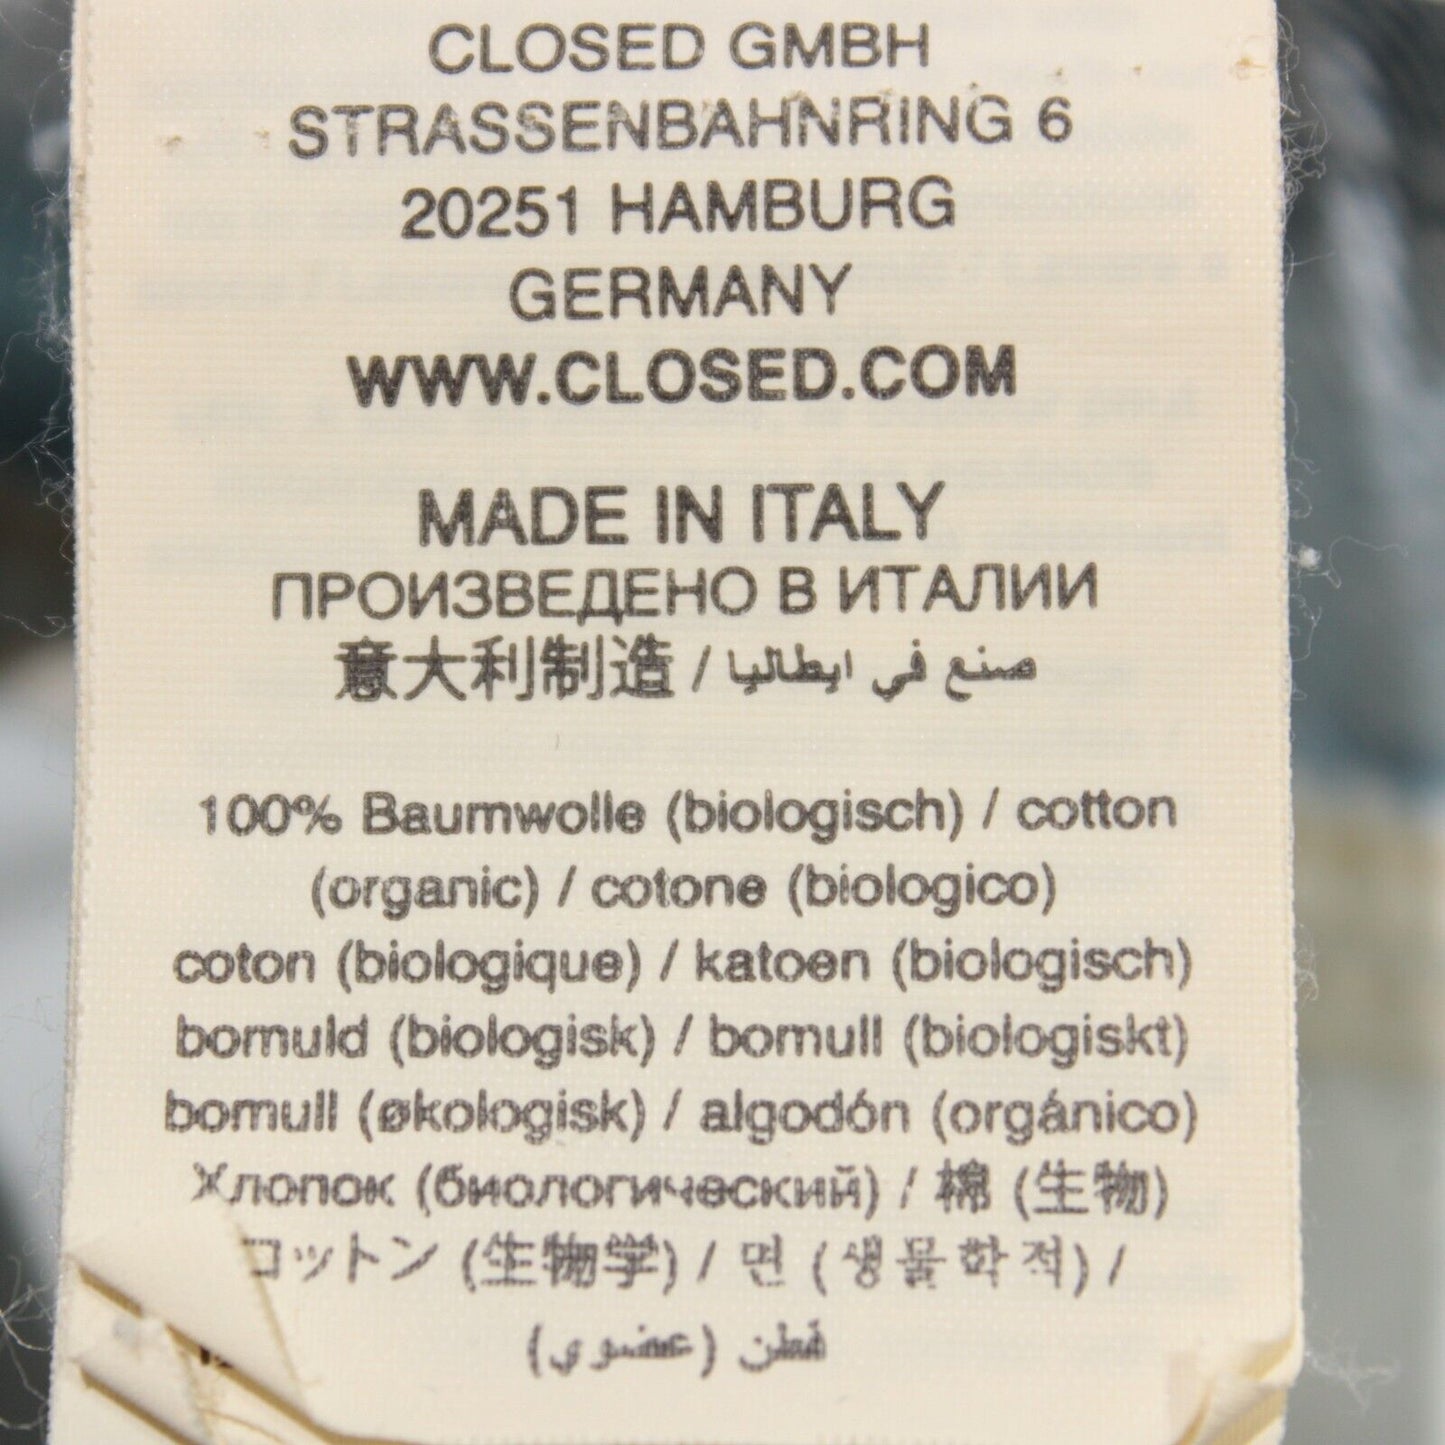 CLOSED GMBH
STRASSENBAHNRING 6
20251 HAMBURG
GERMANY
WWW.CLOSED.COM
MADE IN ITALY
ПРОИЗВЕДЕНО В ИТАЛИИ
意大利制造 / صنع في ايطاليا
100% Baumwolle (biologisch) / cotton
(organic) / cotone (biologico)
coton (biologique) / katoen (biologisch)
bomuld (biologisk) / bomull (biologiskt)
bomull (økologisk) / algodón (orgánico)
Хлопок (биологический) / 棉 (生物)
コットン (生物学) / 면 (생물학적) /
قطن (عضوي)